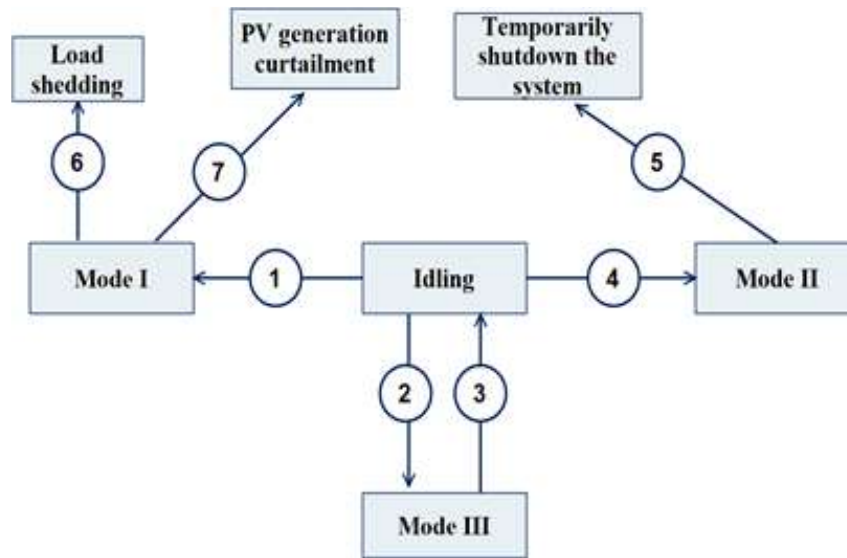 PV generation
curtailment
Temporarily
shutdown the
system
Load
shedding
6
7
5
Mode I
1
Idling
4
Mode II
2
3
Mode III